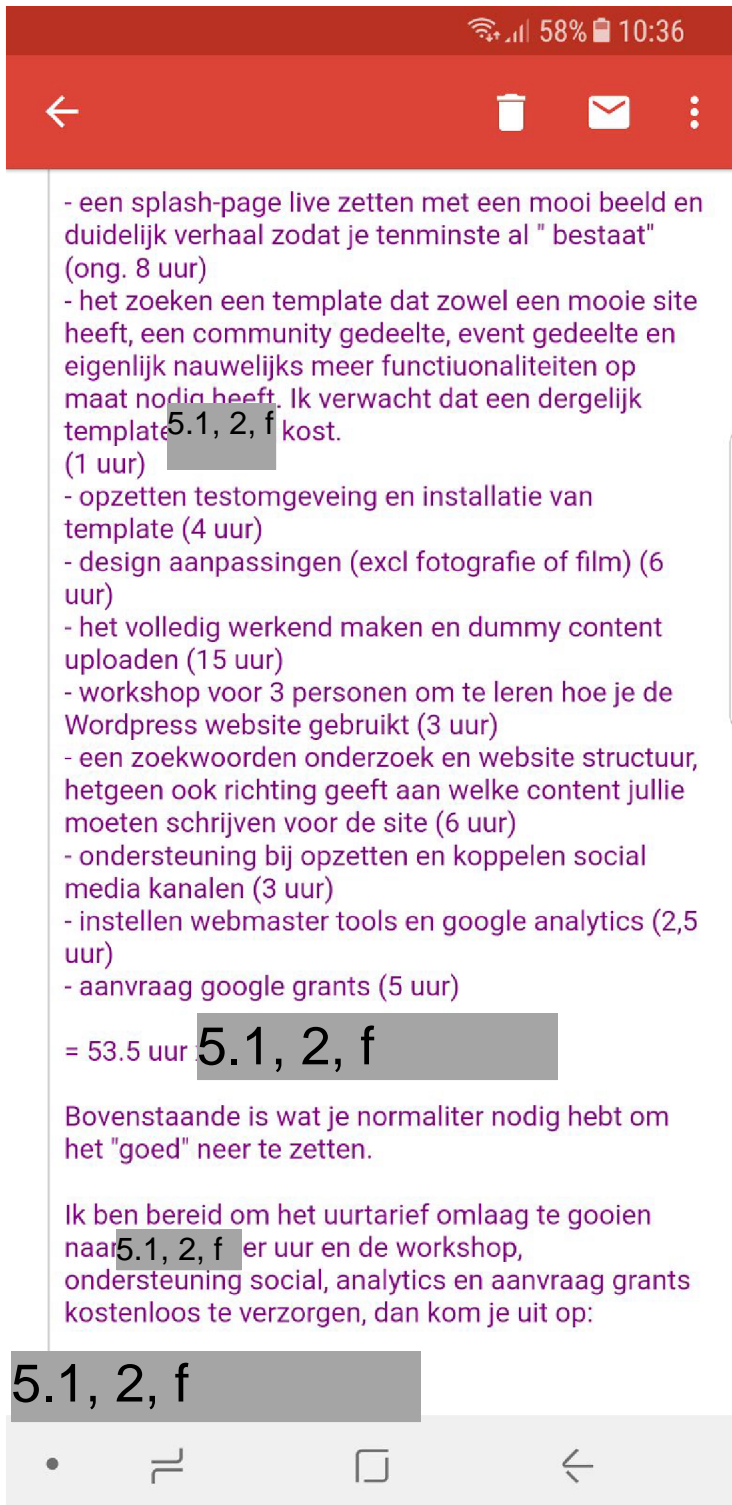 58% 10:36
- een splash-page live zetten met een mooi beeld en
duidelijk verhaal zodat je tenminste al " bestaat"
(ong. 8 uur)
- het zoeken een template dat zowel een mooie site
heeft, een community gedeelte, event gedeelte en
eigenlijk nauwelijks meer functiuonaliteiten op
maat nodig heeft. Ik verwacht dat een dergelijk
template 5.1, 2, f kost.
(1 uur)
- opzetten testomgeveing en installatie van
template (4 uur)
- design aanpassingen (excl fotografie of film) (6
uur)
- het volledig werkend maken en dummy content
uploaden (15 uur)
- workshop voor 3 personen om te leren hoe je de
Wordpress website gebruikt (3 uur)
- een zoekwoorden onderzoek en website structuur,
hetgeen ook richting geeft aan welke content jullie
moeten schrijven voor de site (6 uur)
- ondersteuning bij opzetten en koppelen social
media kanalen (3 uur)
- instellen webmaster tools en google analytics (2,5
uur)
- aanvraag google grants (5 uur)
= 53.5 uur 5.1, 2, f
Bovenstaande is wat je normaliter nodig hebt om
het "goed" neer te zetten.
Ik ben bereid om het uurtarief omlaag te gooien
naar 5.1, 2, f er uur en de workshop,
ondersteuning social, analytics en aanvraag grants
kostenloos te verzorgen, dan kom je uit op:
5.1, 2, f